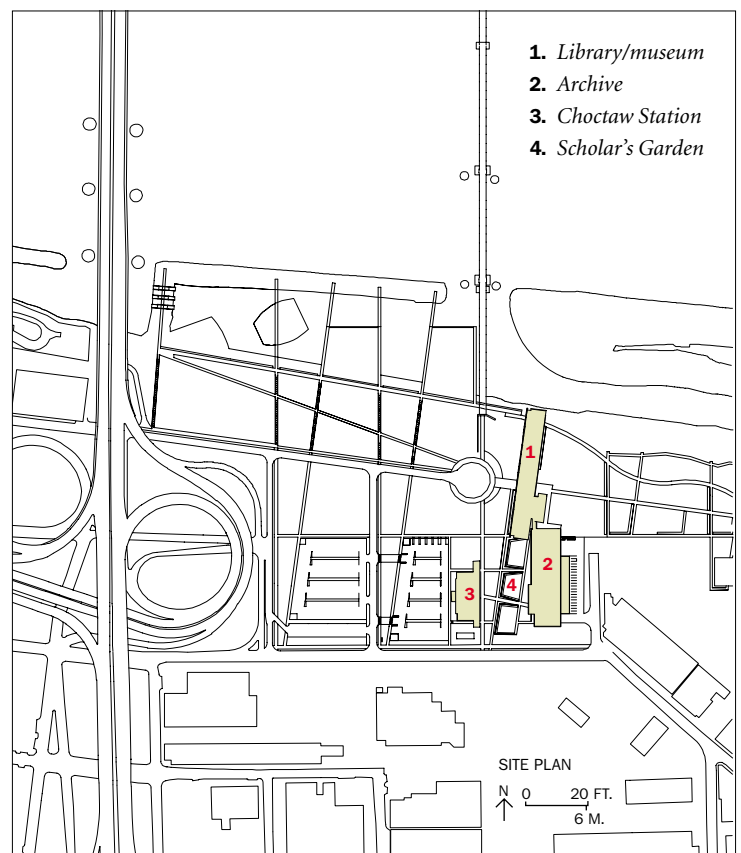 1. Library/museum
2. Archive
3. Choctaw Station
4. Scholar's Garden
1
2
3
4
SITE PLAN
N 0 20 FT.
6 M.